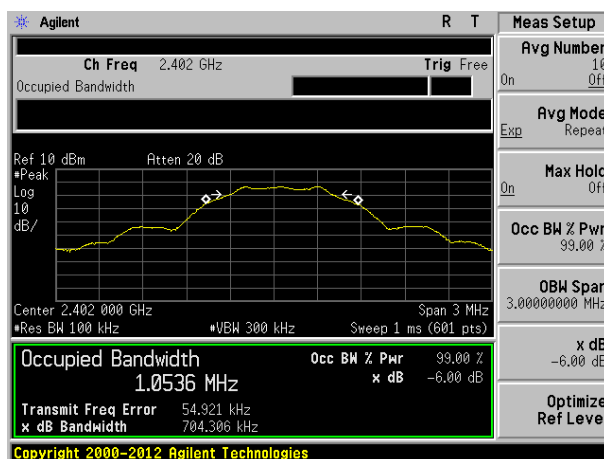 Agilent R T
Ch Freq 2.402 GHz Trig Free
Occupied Bandwidth
Ref 10 dBm Atten 20 dB
#Peak
Log
10
dB/
Center 2.402 000 GHz Span 3 MHz
#Res BW 100 kHz #VBW 300 kHz Sweep 1 ms (601 pts)
Occupied Bandwidth
1.0536 MHz
Occ BW % Pwr 99.00 %
x dB -6.00 dB
Transmit Freq Error 54.921 kHz
x dB Bandwidth 704.306 kHz
Copyright 2000-2012 Agilent Technologies
Meas Setup
Avg Number
10
On Off
Avg Mode
Exp Repeat
Max Hold
On Off
Occ BW % Pwr
99.00 %
OBW Span
3.00000000 MHz
x dB
-6.00 dB
Optimize
Ref Level